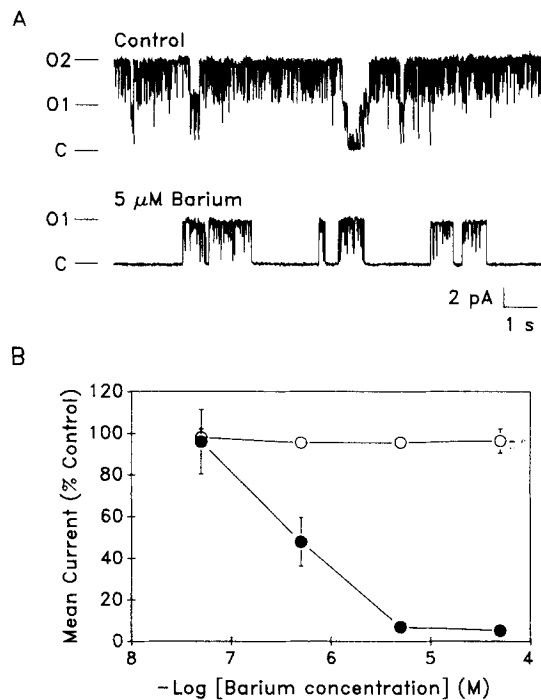 A
Control
O2
O1
C
5 μM Barium
O1
C
2 pA
1 s
B
Mean Current (% Control)
120
100
80
60
40
20
0
8
7
6
5
4
-Log [Barium concentration] (M)